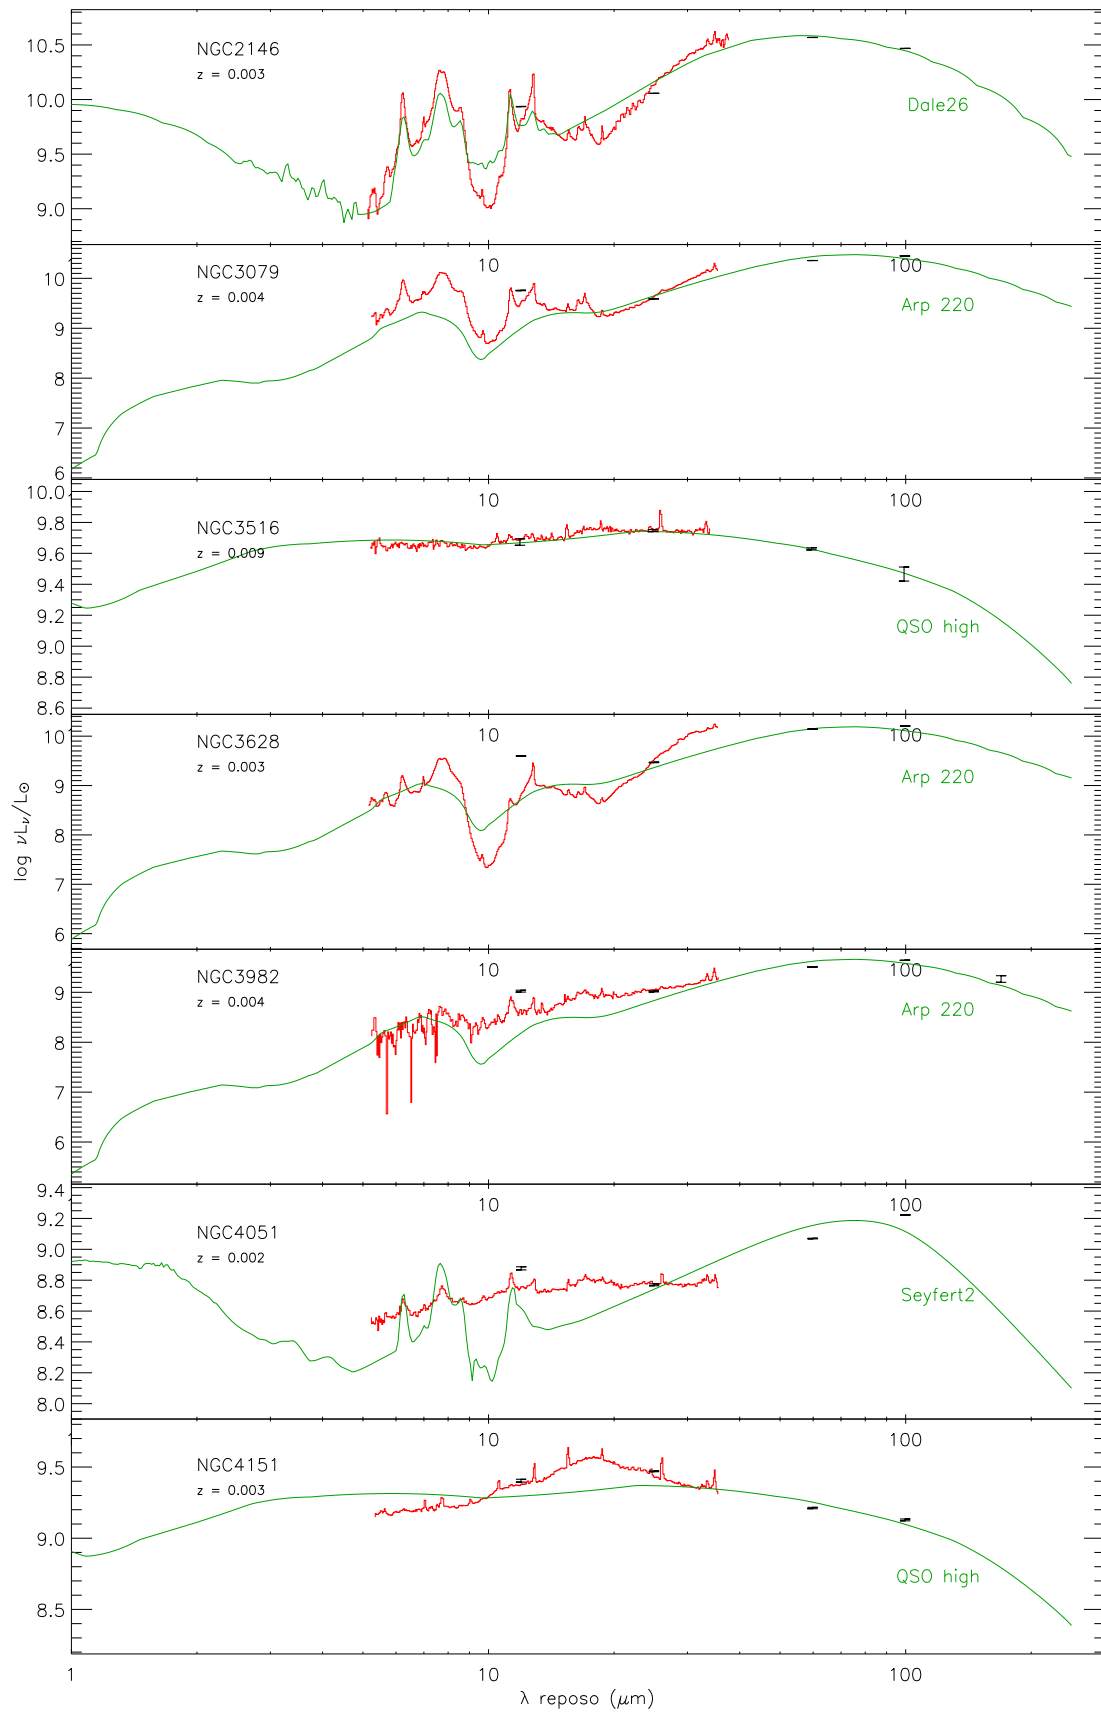 10.5
10.0
9.5
9.0
NGC2146
z = 0.003
Dale26
10
100
10
9
8
7
6
NGC3079
z = 0.004
Arp 220
10
100
10.0
9.8
9.6
9.4
9.2
9.0
8.8
8.6
NGC3516
z = 0.009
QSO high
10
100
10
9
8
7
6
NGC3628
z = 0.003
Arp 220
10
100
9
8
7
6
NGC3982
z = 0.004
Arp 220
10
100
9.4
9.2
9.0
8.8
8.6
8.4
8.2
8.0
NGC4051
z = 0.002
Seyfert2
10
100
9.5
9.0
8.5
NGC4151
z = 0.003
QSO high
1
10
100
λ reposo (μm)
log νLν/L⊙